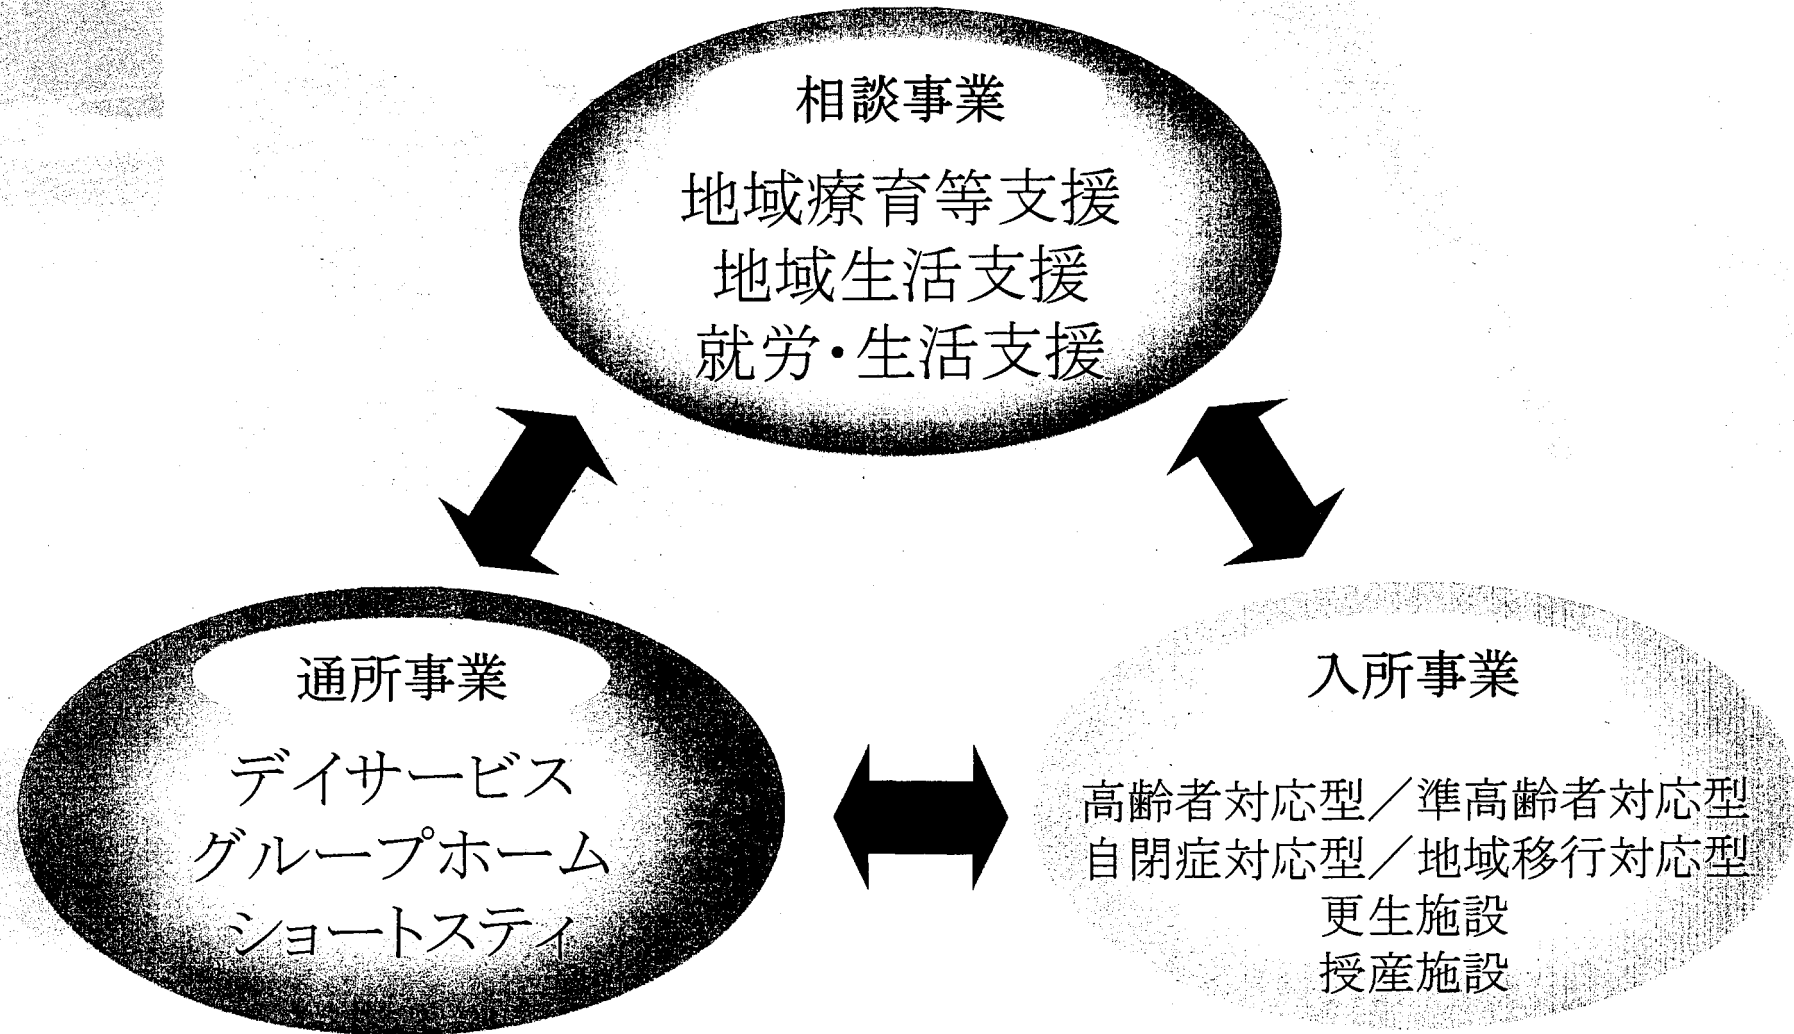 相談事業
地域療育等支援
地域生活支援
就労・生活支援
通所事業
デイサービス
グループホーム
ショートスティ
入所事業
高齢者対応型／準高齢者対応型
自閉症対応型／地域移行対応型
更生施設
授産施設